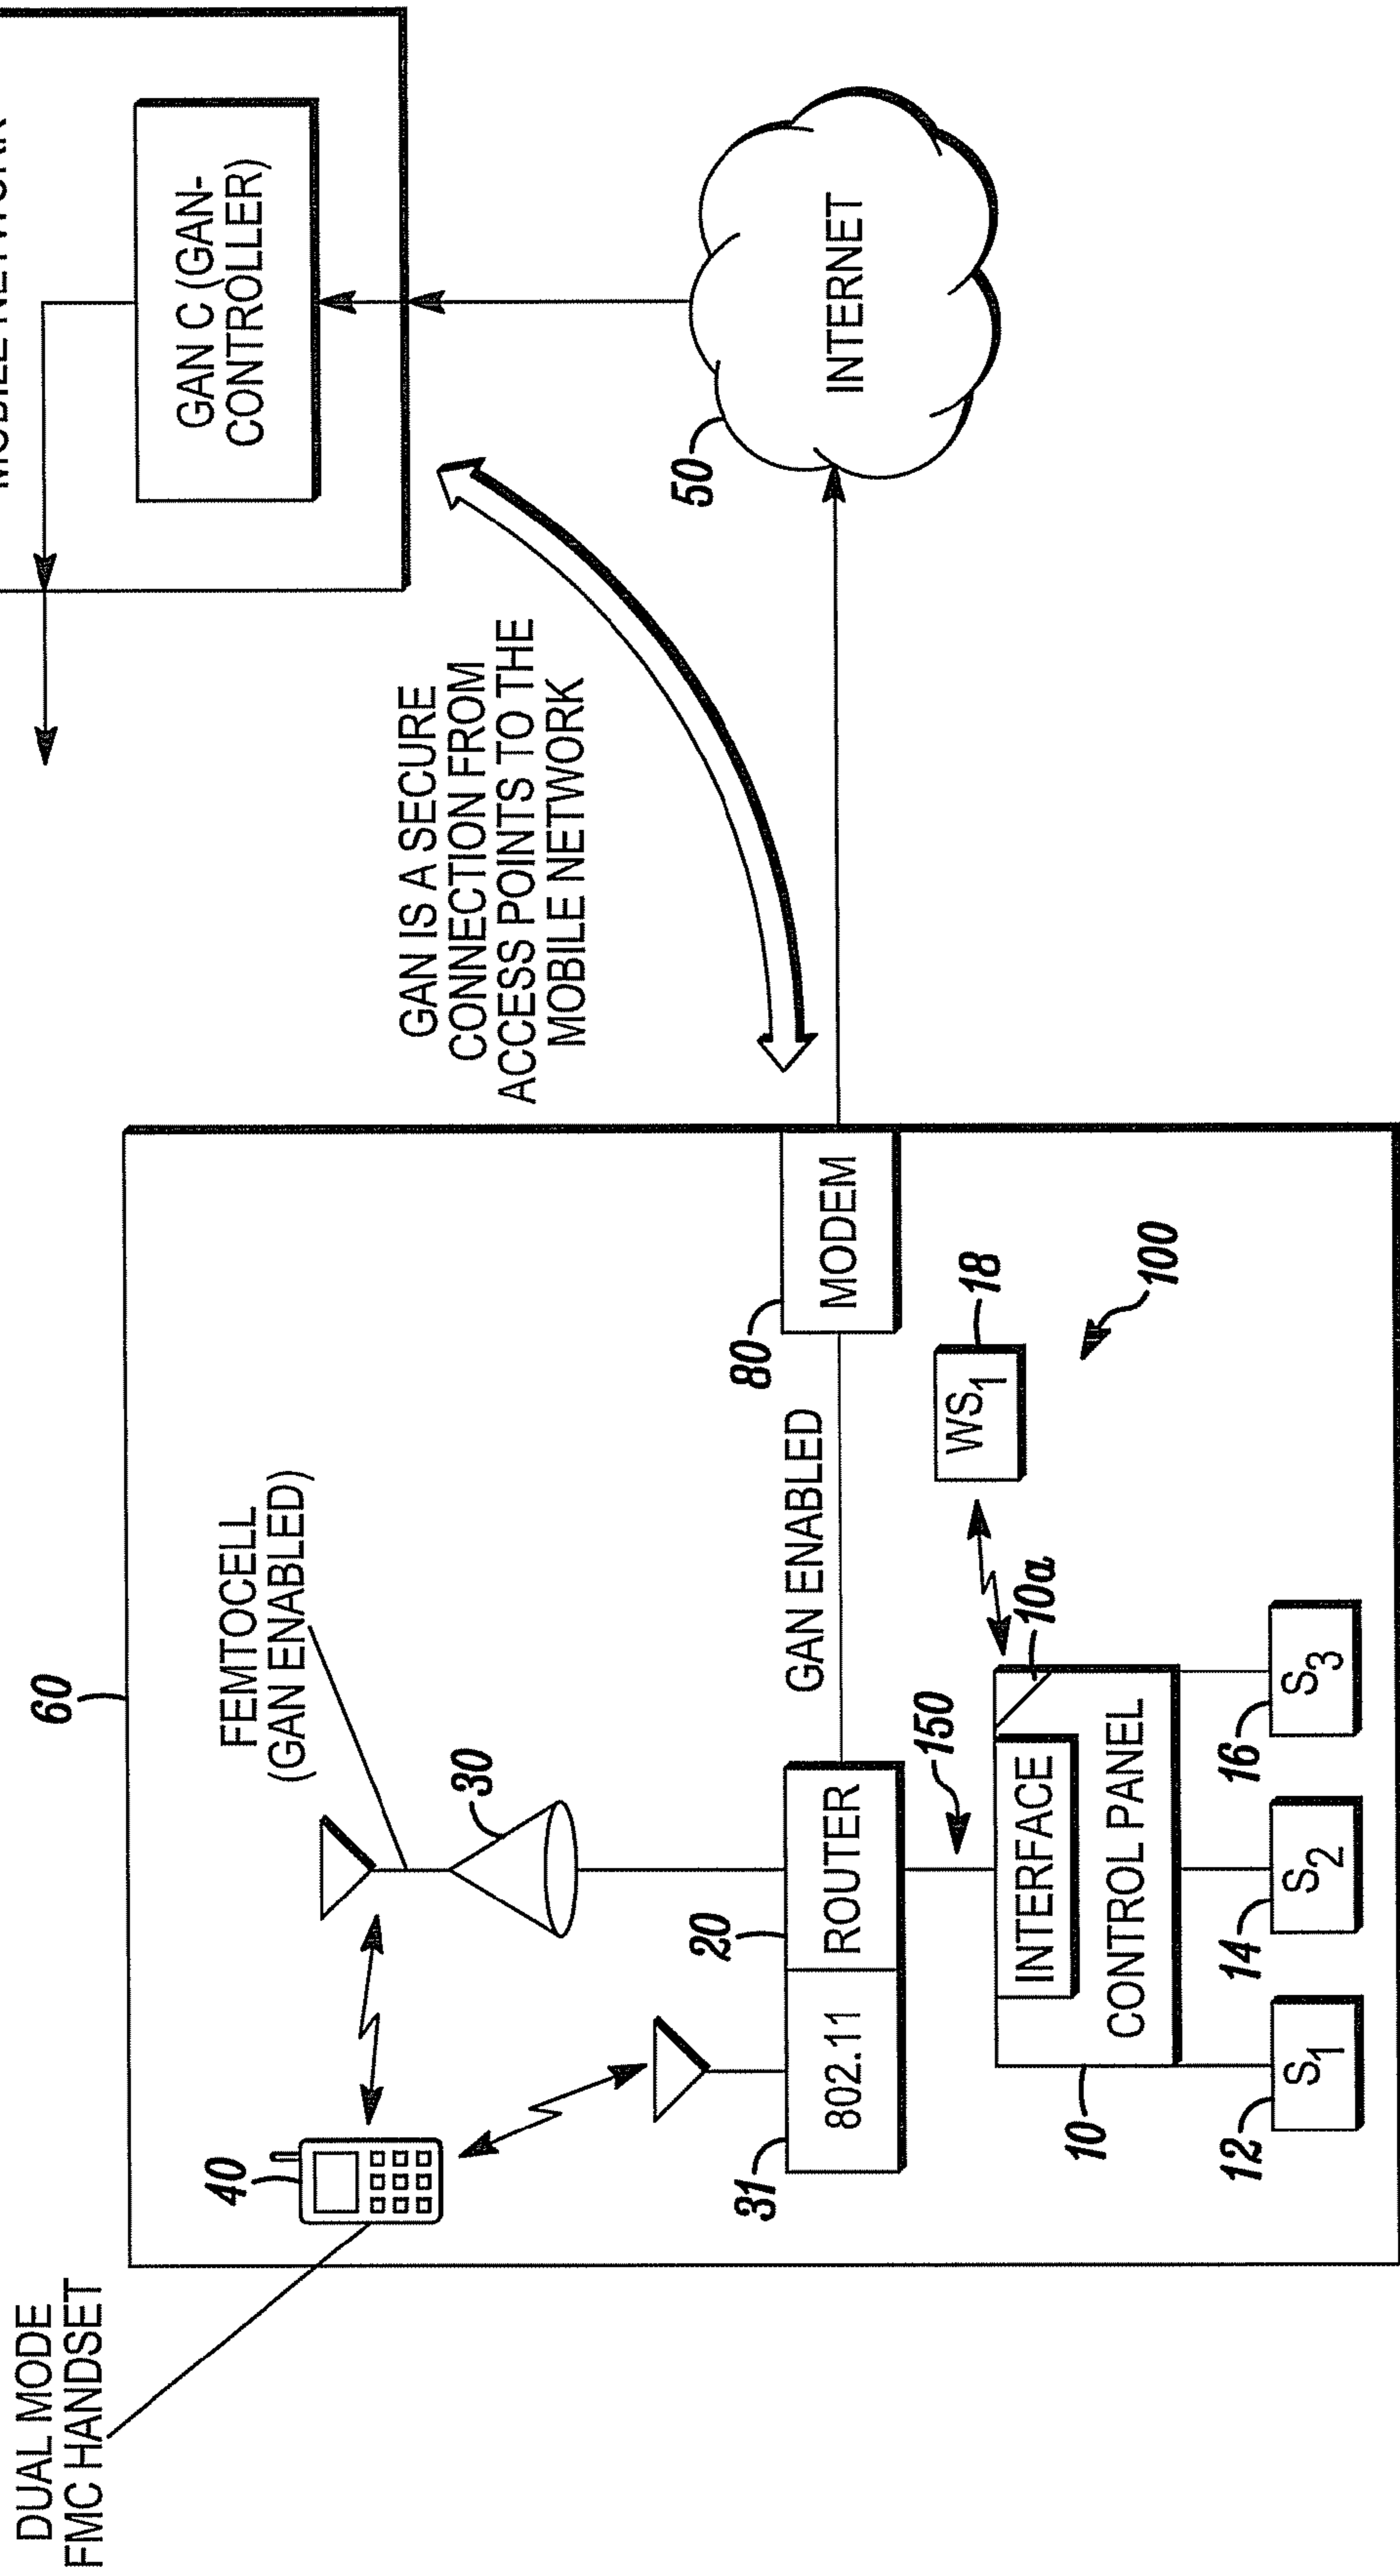 DUAL MODE
FMC HANDSET
40
60
FEMTOCELL
(GAN ENABLED)
30
31
802.11
20
ROUTER
GAN ENABLED
80
MODEM
150
INTERFACE
10a
CONTROL PANEL
10
WS1
18
100
12
S1
14
S2
16
S3
GAN IS A SECURE
CONNECTION FROM
ACCESS POINTS TO THE
MOBILE NETWORK
50
INTERNET
MOBILE NETWORK
GAN C (GAN-
CONTROLLER)